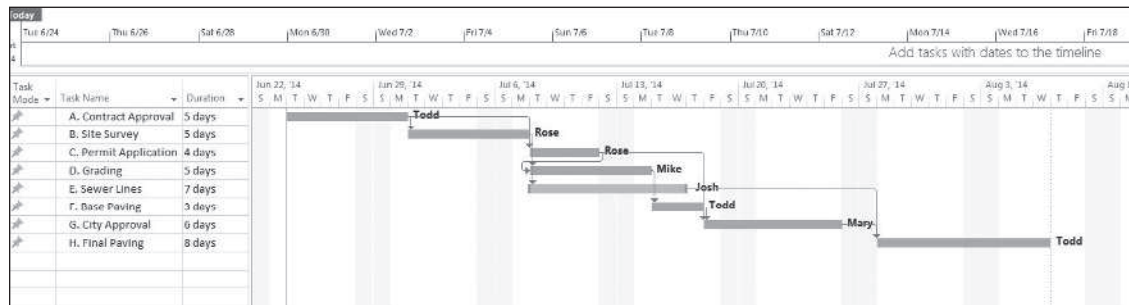 Today
Tue 6/24 Thu 6/26 Sat 6/28 Mon 6/30 Wed 7/2 Fri 7/4 Sun 7/6 Tue 7/8 Thu 7/10 Sat 7/12 Mon 7/14 Wed 7/16 Fri 7/18
Add tasks with dates to the timeline
Task Mode Task Name Duration
Jun 22, '14 Jun 29, '14 Jul 6, '14 Jul 13, '14 Jul 20, '14 Jul 27, '14 Aug 3, '14 Aug
S M T W T F S S M T W T F S S M T W T F S S M T W T F S S M T W T F S S M T W T F S S M T W T F S S M
A. Contract Approval 5 days Todd
B. Site Survey 5 days Rose
C. Permit Application 4 days Rose
D. Grading 5 days Mike
E. Sewer Lines 7 days Josh
F. Base Paving 3 days Todd
G. City Approval 6 days Mary
H. Final Paving 8 days Todd